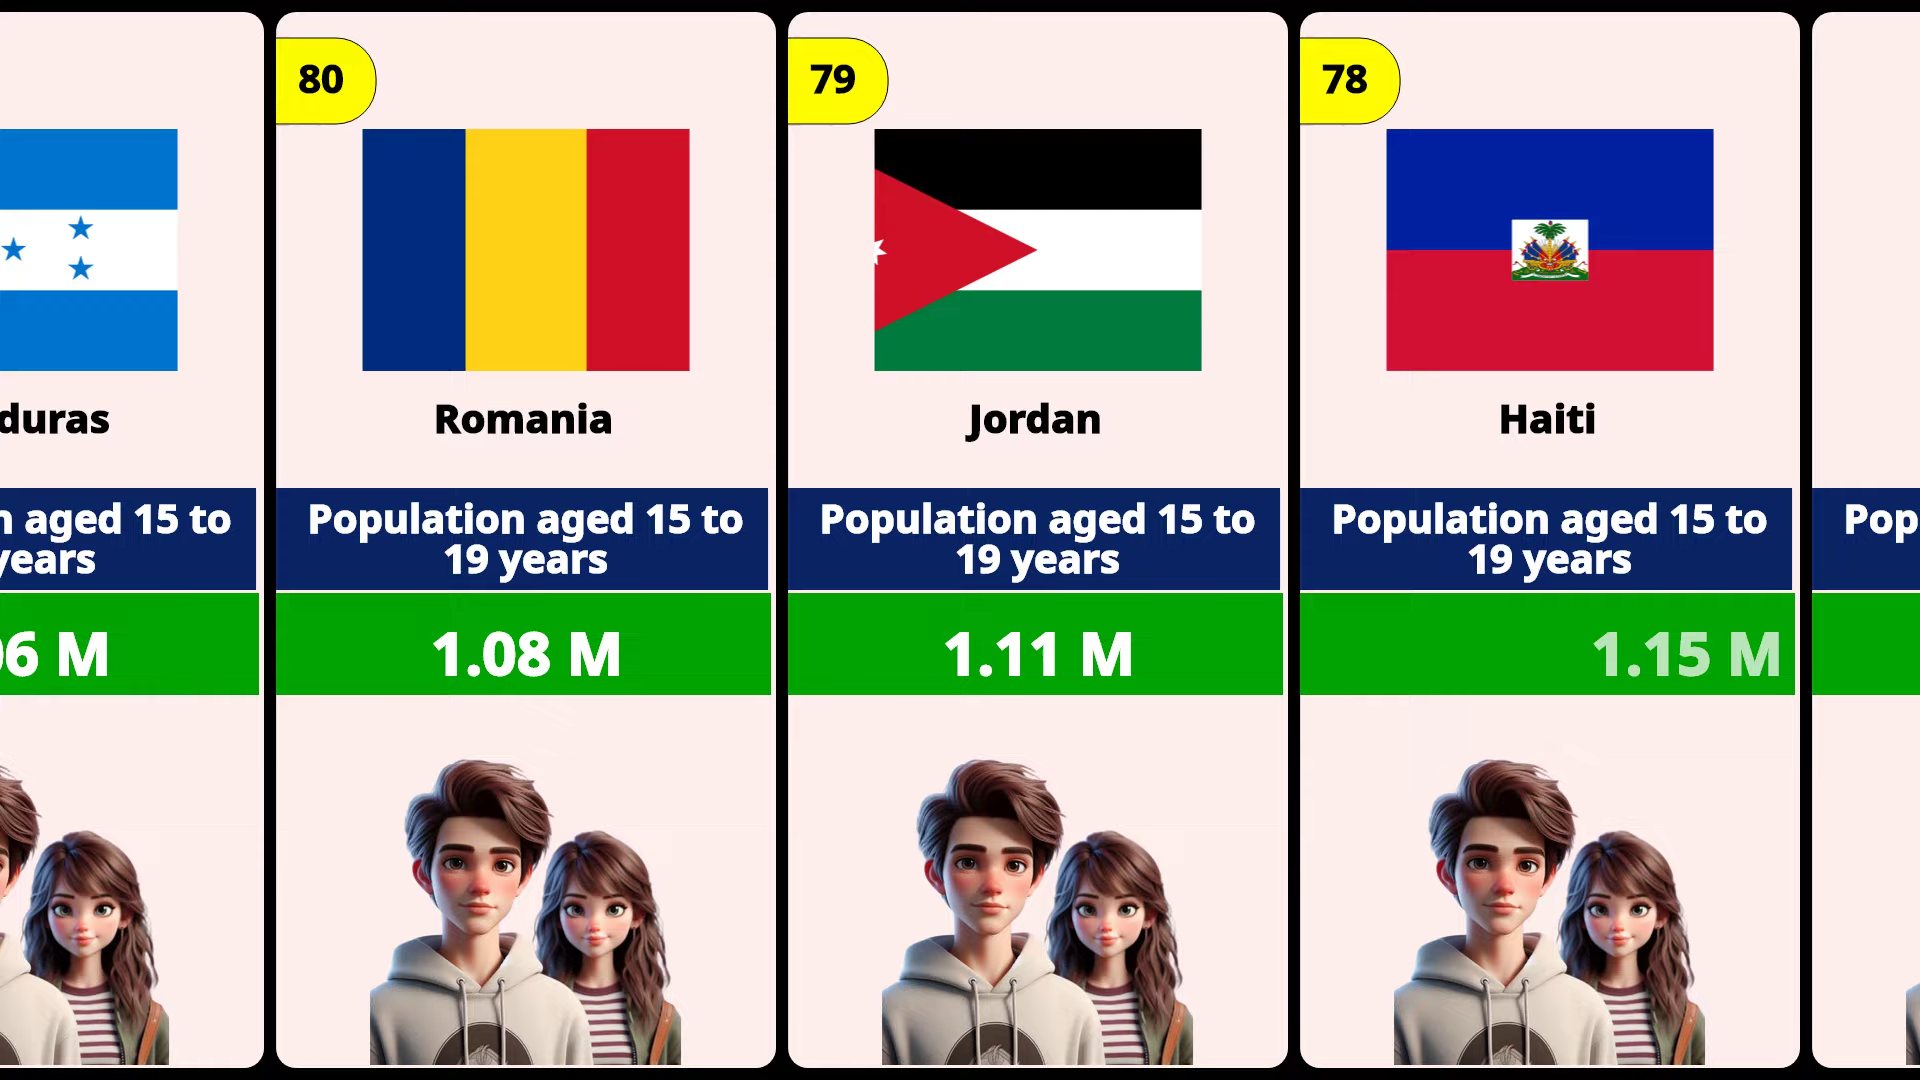 duras
n aged 15 to
years
06 M
80
Romania
Population aged 15 to
19 years
1.08 M
79
Jordan
Population aged 15 to
19 years
1.11 M
78
Haiti
Population aged 15 to
19 years
1.15 M
Pop